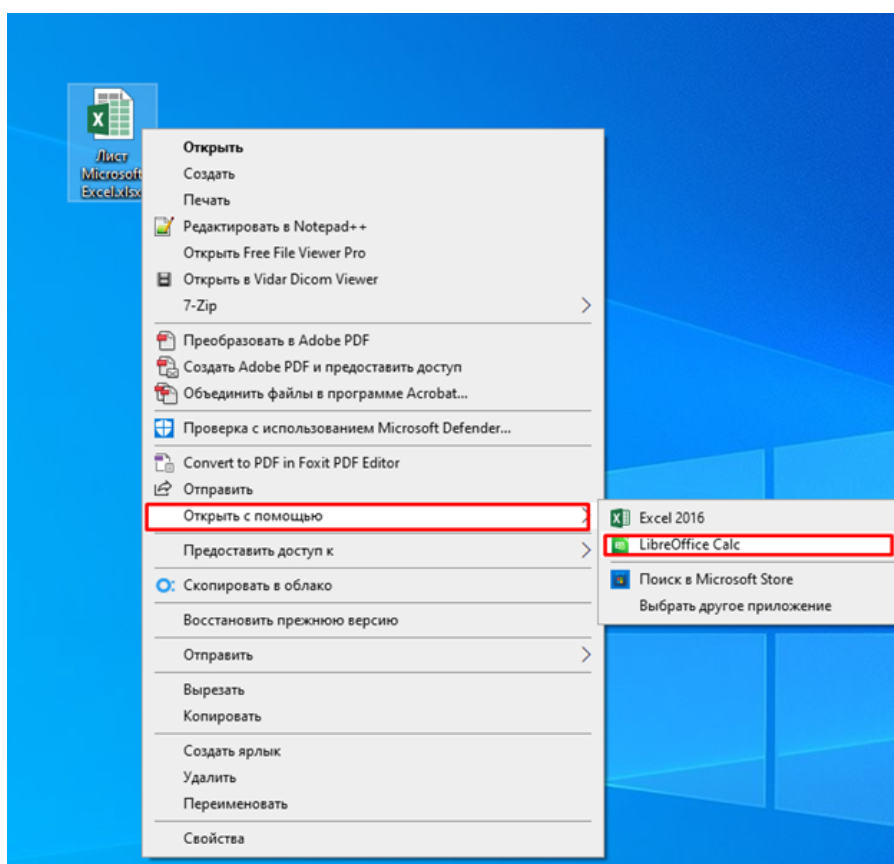 Лист
Microsoft
Excel.xlsx
Открыть
Создать
Печать
Редактировать в Notepad++
Открыть Free File Viewer Pro
Открыть в Vidar Dicom Viewer
7-Zip
Преобразовать в Adobe PDF
Создать Adobe PDF и предоставить доступ
Объединить файлы в программе Acrobat...
Проверка с использованием Microsoft Defender...
Convert to PDF in Foxit PDF Editor
Отправить
Открыть с помощью
Excel 2016
LibreOffice Calc
Поиск в Microsoft Store
Выбрать другое приложение
Предоставить доступ к
Скопировать в облако
Восстановить прежнюю версию
Отправить
Вырезать
Копировать
Создать ярлык
Удалить
Переименовать
Свойства